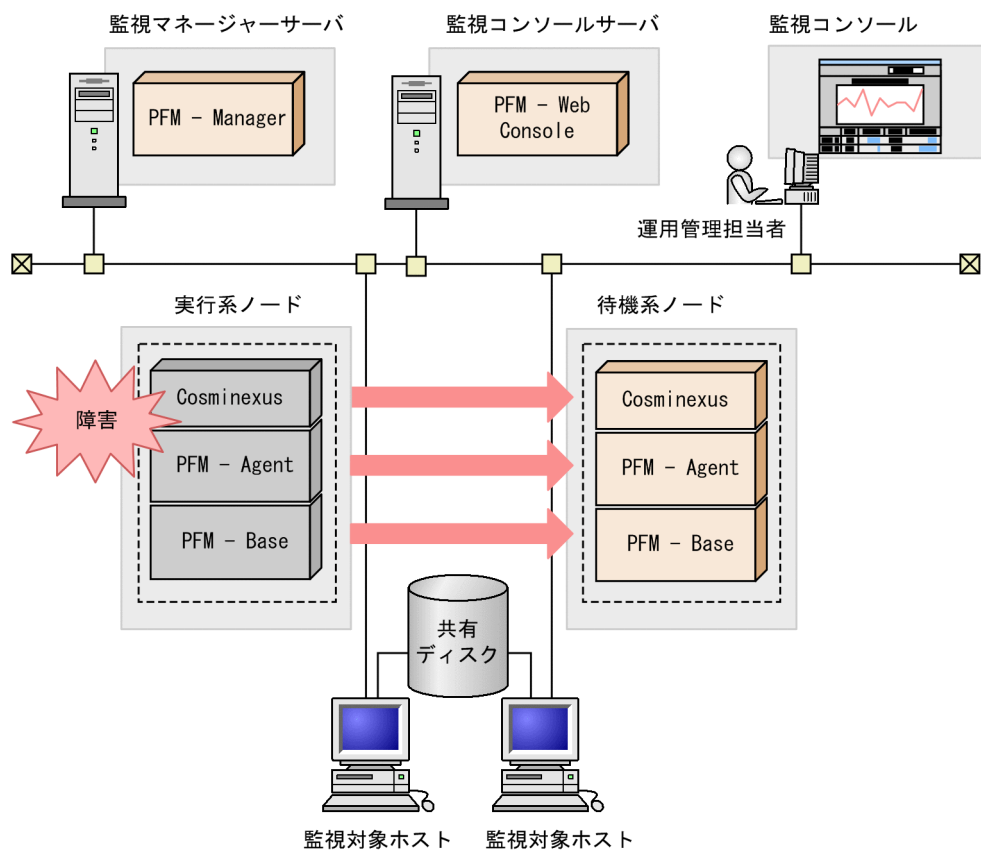 監視マネージャーサーバ
監視コンソールサーバ
監視コンソール
PFM - Manager
PFM - Web
Console
運用管理担当者
実行系ノード
待機系ノード
障害
Cosminexus
PFM - Agent
PFM - Base
Cosminexus
PFM - Agent
PFM - Base
共有
ディスク
監視対象ホスト
監視対象ホスト